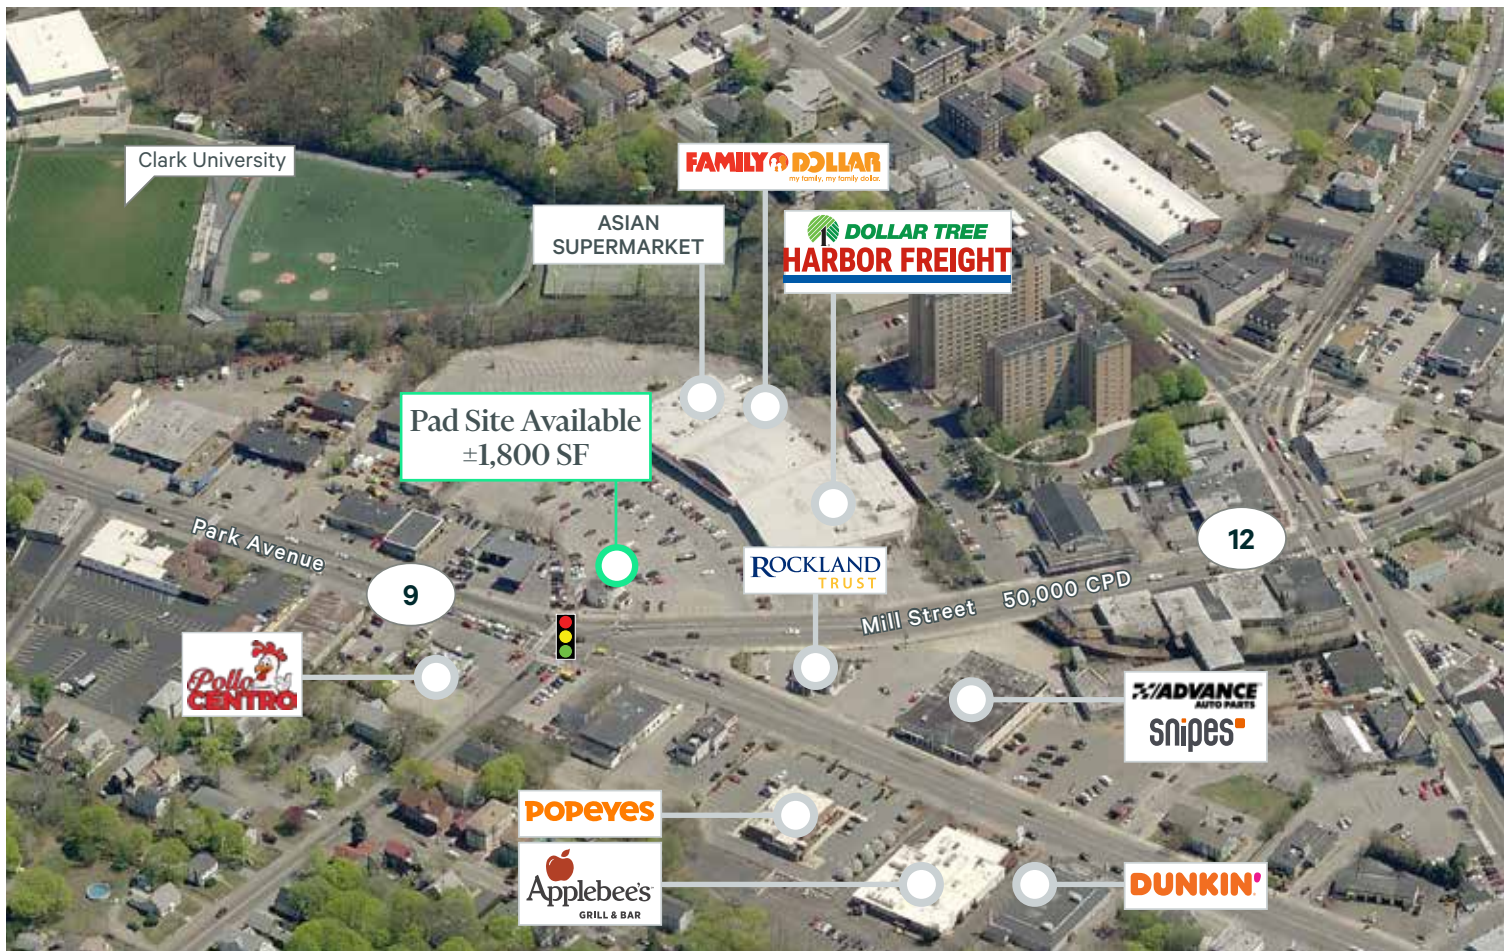 Clark University
FAMILY DOLLAR
my family, my family dollar.
ASIAN
SUPERMARKET
DOLLAR TREE
HARBOR FREIGHT
Pad Site Available
±1,800 SF
Park Avenue
9
12
ROCKLAND
TRUST
Mill Street 50,000 CPD
Pollo
CENTRO
ADVANCE
AUTO PARTS
snipes
POPEYES
Applebee's
GRILL & BAR
DUNKIN'